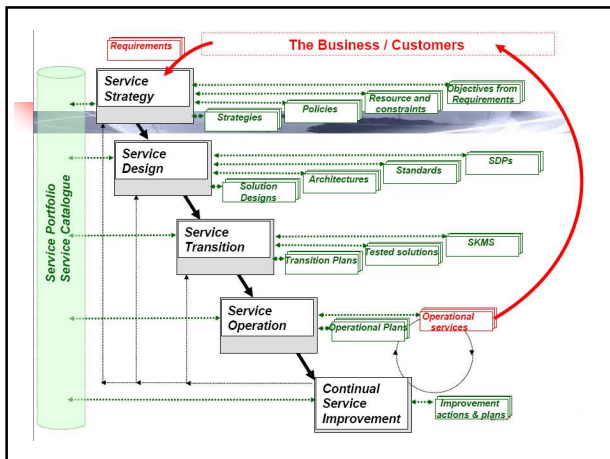 Requirements
The Business / Customers
Service Portfolio
Service Catalogue
Service
Strategy
Strategies
Policies
Resource and
constraints
Objectives from
Requirements
Service
Design
Solution
Designs
Architectures
Standards
SDPs
Service
Transition
Transition Plans
Tested solutions
SKMS
Service
Operation
Operational Plans
Operational
services
Continual
Service
Improvement
Improvement
actions & plans